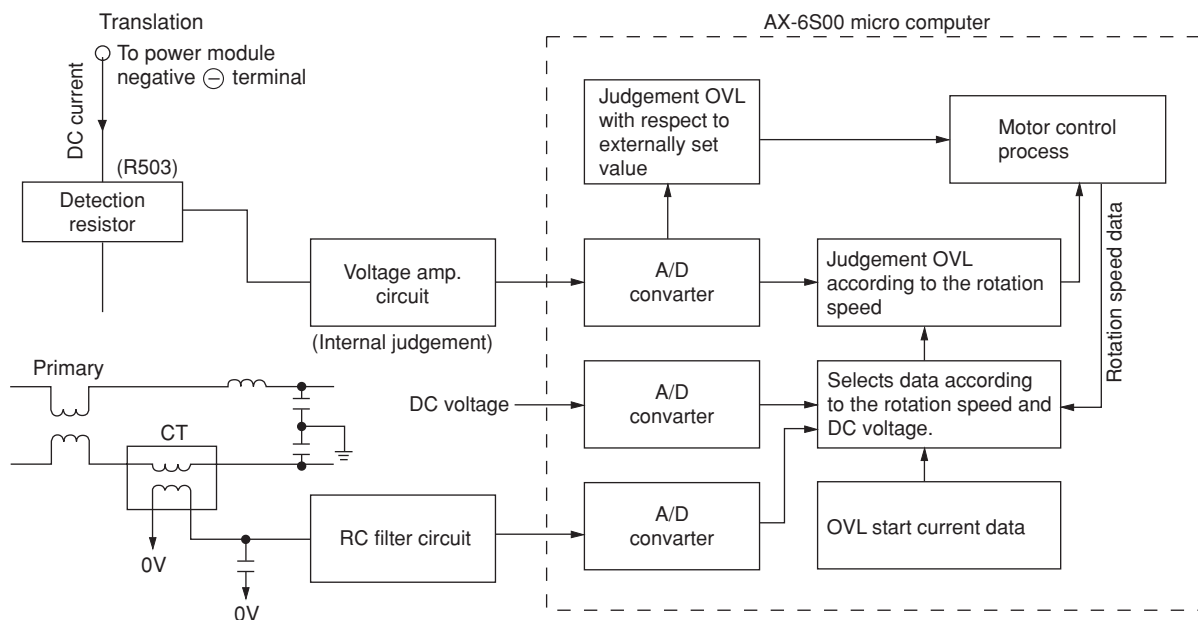 Translation
AX-6S00 micro computer
To power module
negative ⊖ terminal
DC current
(R503)
Detection
resistor
Judgement OVL
with respect to
externally set
value
Motor control
process
Voltage amp.
circuit
(Internal judgement)
A/D
convarter
Judgement OVL
according to the rotation
speed
Rotation speed data
Primary
DC voltage
A/D
convarter
Selects data according
to the rotation speed and
DC voltage.
CT
0V
0V
RC filter circuit
A/D
convarter
OVL start current data